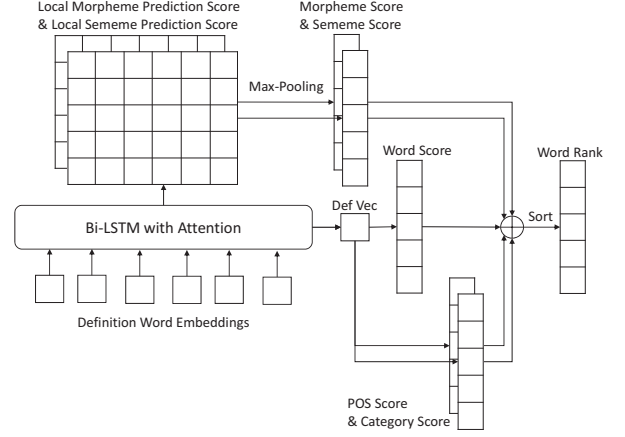 Local Morpheme Prediction Score
& Local Sememe Prediction Score
Morpheme Score
& Sememe Score
Max-Pooling
Word Score
Word Rank
Def Vec
Sort
Bi-LSTM with Attention
Definition Word Embeddings
POS Score
& Category Score